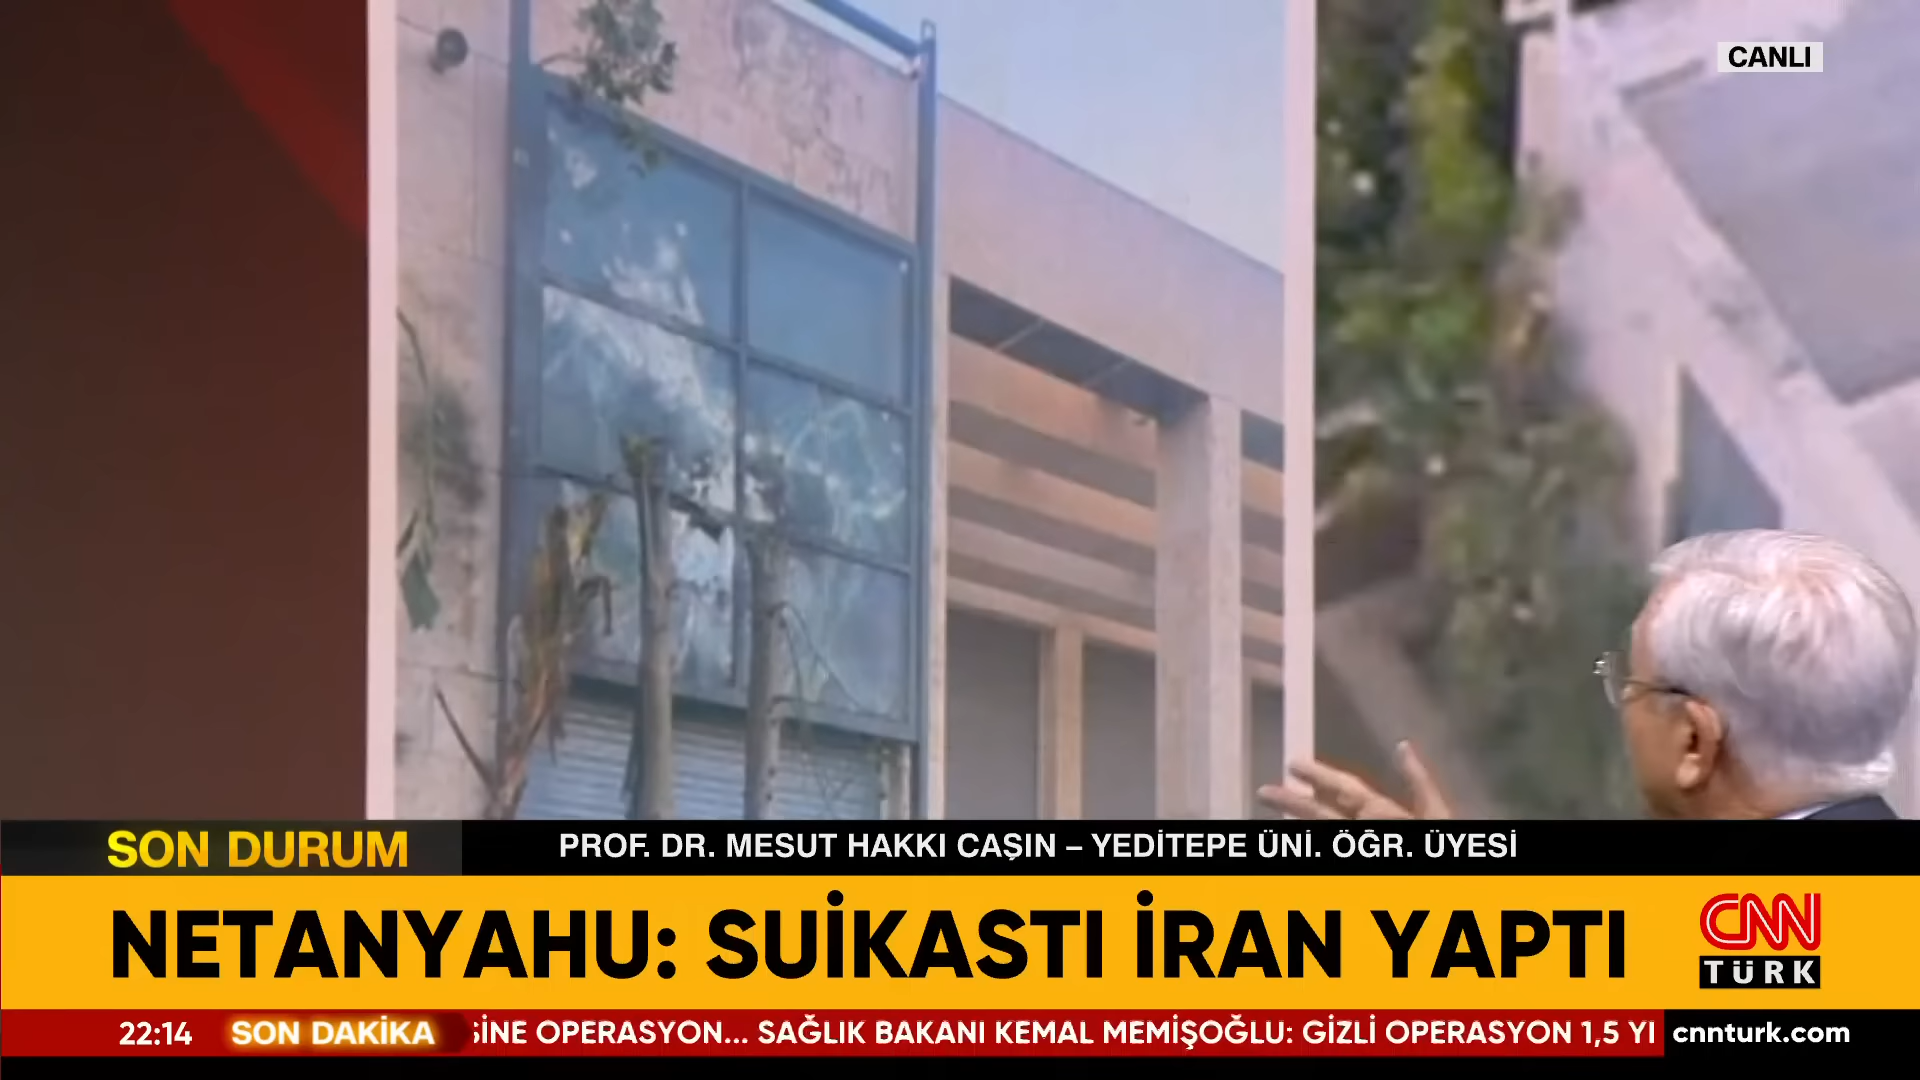 CANLI
SON DURUM
PROF. DR. MESUT HAKKI CAŞIN – YEDİTEPE ÜNİ. ÖĞR. ÜYESİ
NETANYAHU: SUİKASTI İRAN YAPTI
CNN
TÜRK
22:14
SON DAKİKA
SİNE OPERASYON... SAĞLIK BAKANI KEMAL MEMİŞOĞLU: GİZLİ OPERASYON 1,5 YI
cnnturk.com